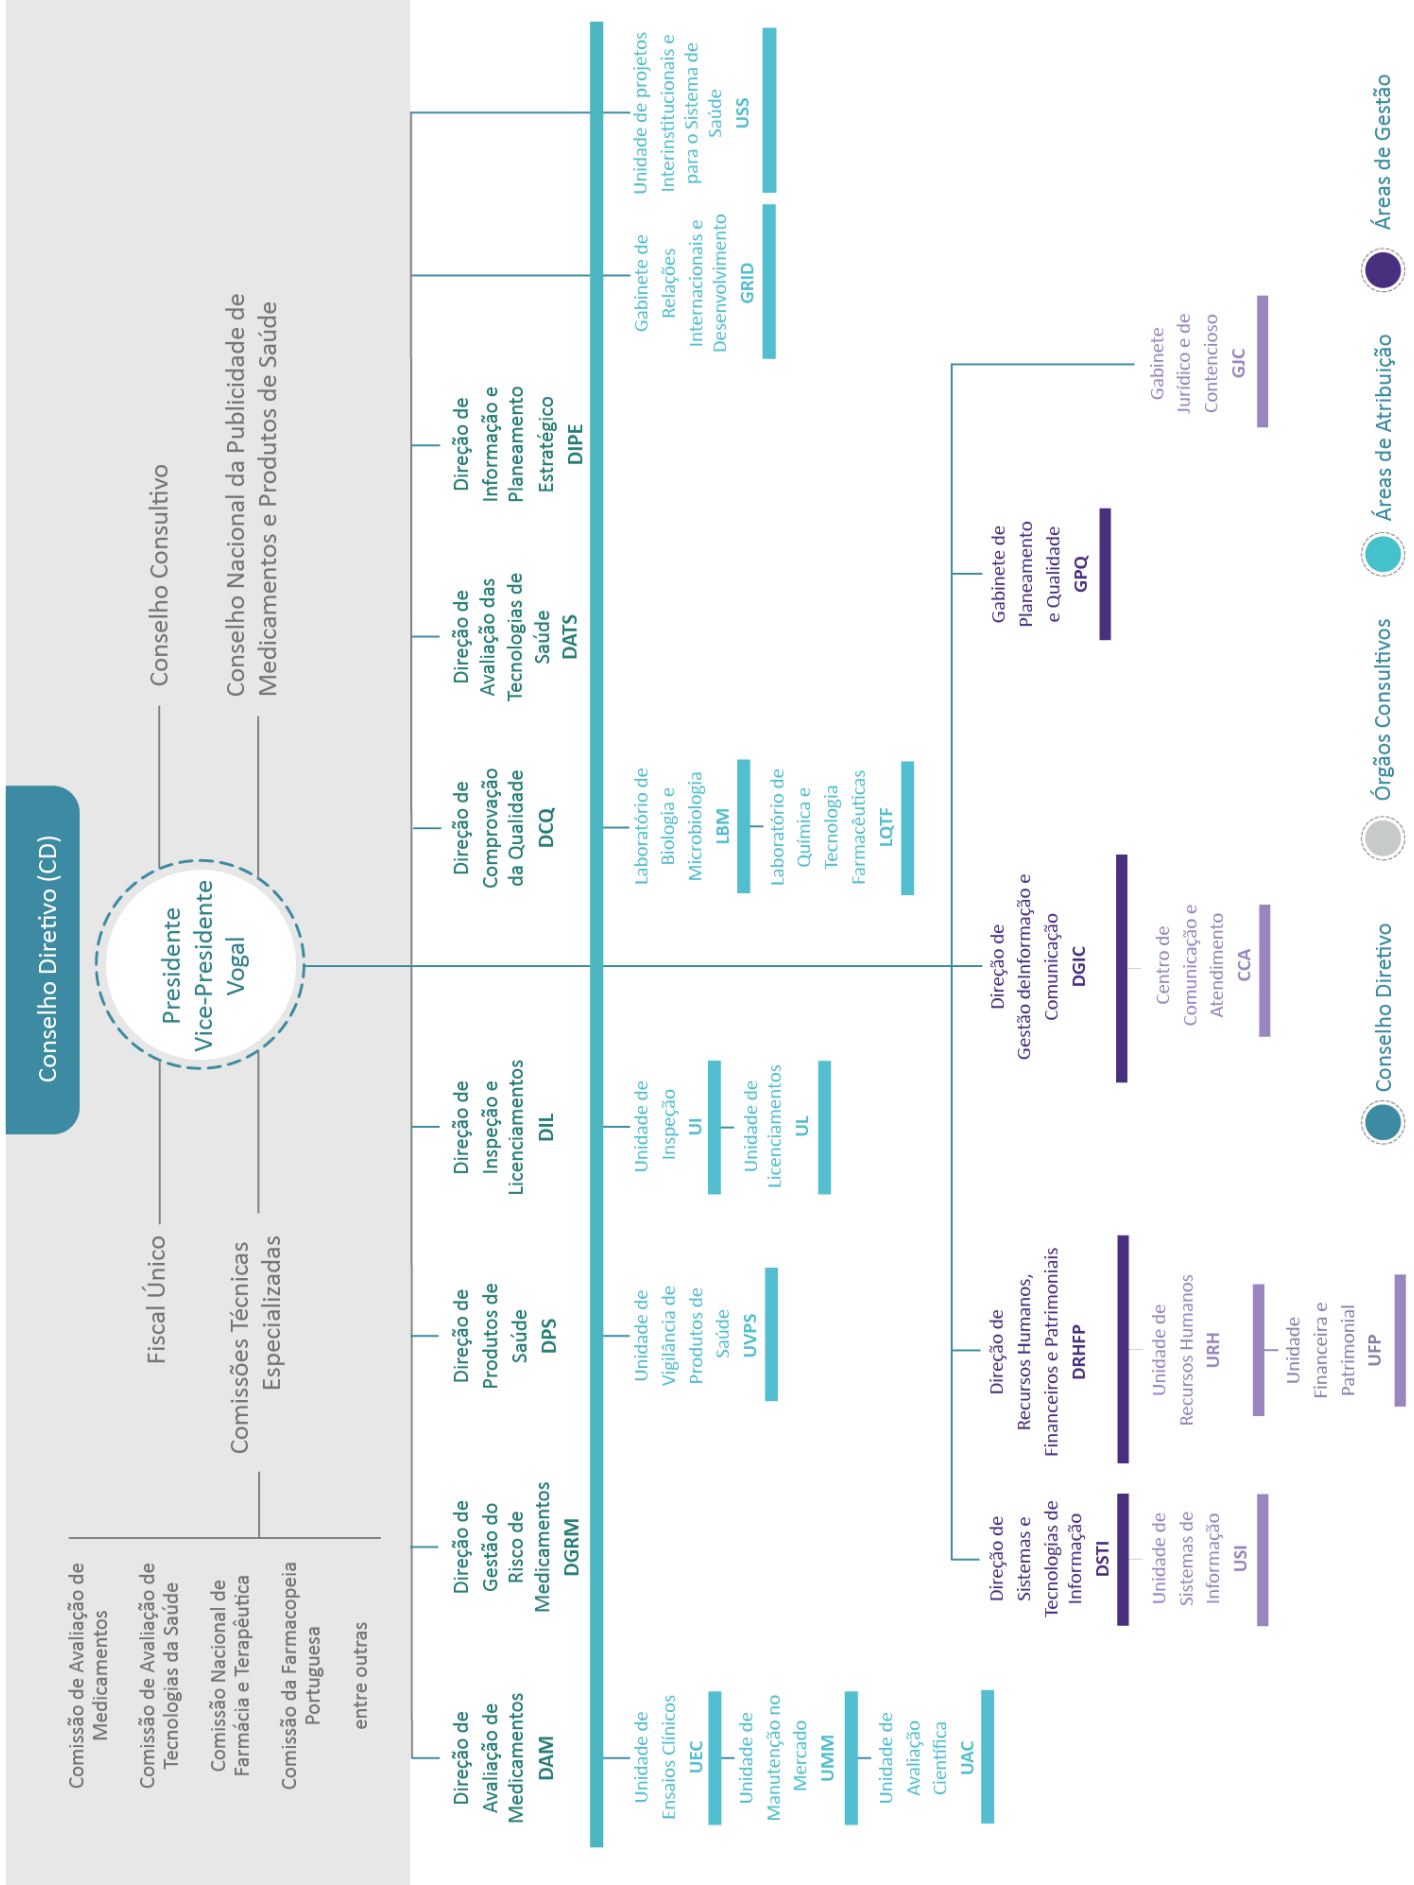 Conselho Diretivo (CD)
Presidente
Vice-Presidente
Vogal
Fiscal Único
Conselho Consultivo
Comissões Técnicas
Especializadas
Conselho Nacional da Publicidade de
Medicamentos e Produtos de Saúde
Comissão de Avaliação de
Medicamentos
Comissão de Avaliação de
Tecnologias da Saúde
Comissão Nacional de
Farmácia e Terapêutica
Comissão da Farmacopeia
Portuguesa
entre outras
Direção de
Avaliação de
Medicamentos
DAM
Direção de
Gestão do
Risco de
Medicamentos
DGRM
Direção de
Produtos de
Saúde
DPS
Direção de
Inspeção e
Licenciamentos
DIL
Direção de
Comprovação
da Qualidade
DCQ
Direção de
Avaliação das
Tecnologias de
Saúde
DATS
Direção de
Informação e
Planeamento
Estratégico
DIPE
Unidade de
Ensaios Clínicos
UEC
Unidade de
Manutenção no
Mercado
UMM
Unidade de
Avaliação
Científica
UAC
Unidade de
Vigilância de
Produtos de
Saúde
UVPS
Unidade de
Inspeção
UI
Unidade de
Licenciamentos
UL
Laboratório de
Biologia e
Microbiologia
LBM
Laboratório de
Química e
Tecnologia
Farmacêuticas
LQTF
Gabinete de
Relações
Internacionais e
Desenvolvimento
GRID
Unidade de projetos
Interinstitucionais e
para o Sistema de
Saúde
USS
Direção de
Sistemas e
Tecnologias de
Informação
DSTI
Unidade de
Sistemas de
Informação
USI
Direção de
Recursos Humanos,
Financeiros e Patrimoniais
DRHFP
Unidade de
Recursos Humanos
URH
Unidade
Financeira e
Patrimonial
UFP
Direção de
Gestão deInformação e
Comunicação
DGIC
Centro de
Comunicação e
Atendimento
CCA
Gabinete de
Planeamento
e Qualidade
GPQ
Gabinete
Jurídico e de
Contencioso
GJC
Conselho Diretivo
Órgãos Consultivos
Áreas de Atribuição
Áreas de Gestão